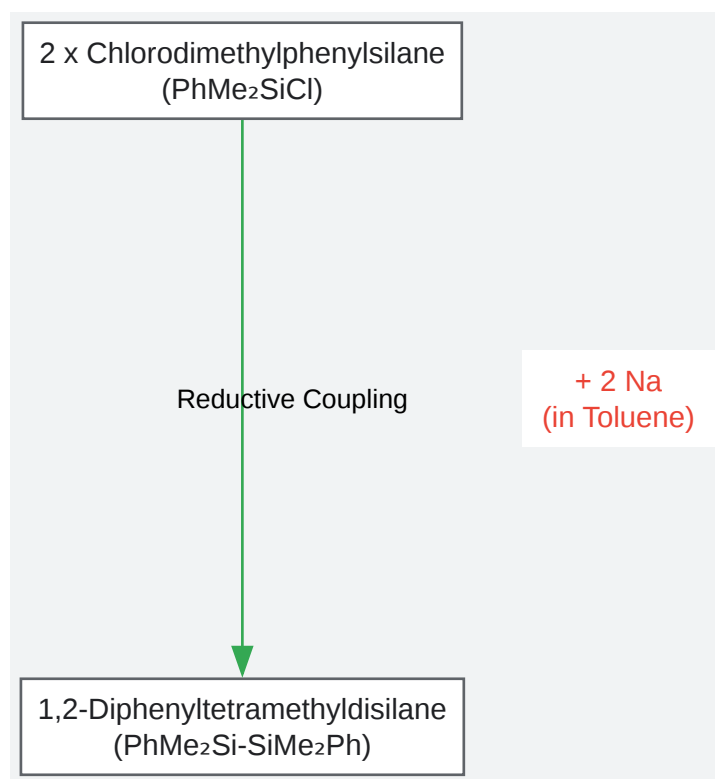 2 x Chlorodimethylphenylsilane
(PhMe₂SiCl)
Reductive Coupling
+ 2 Na
(in Toluene)
1,2-Diphenyltetramethyldisilane
(PhMe₂Si-SiMe₂Ph)